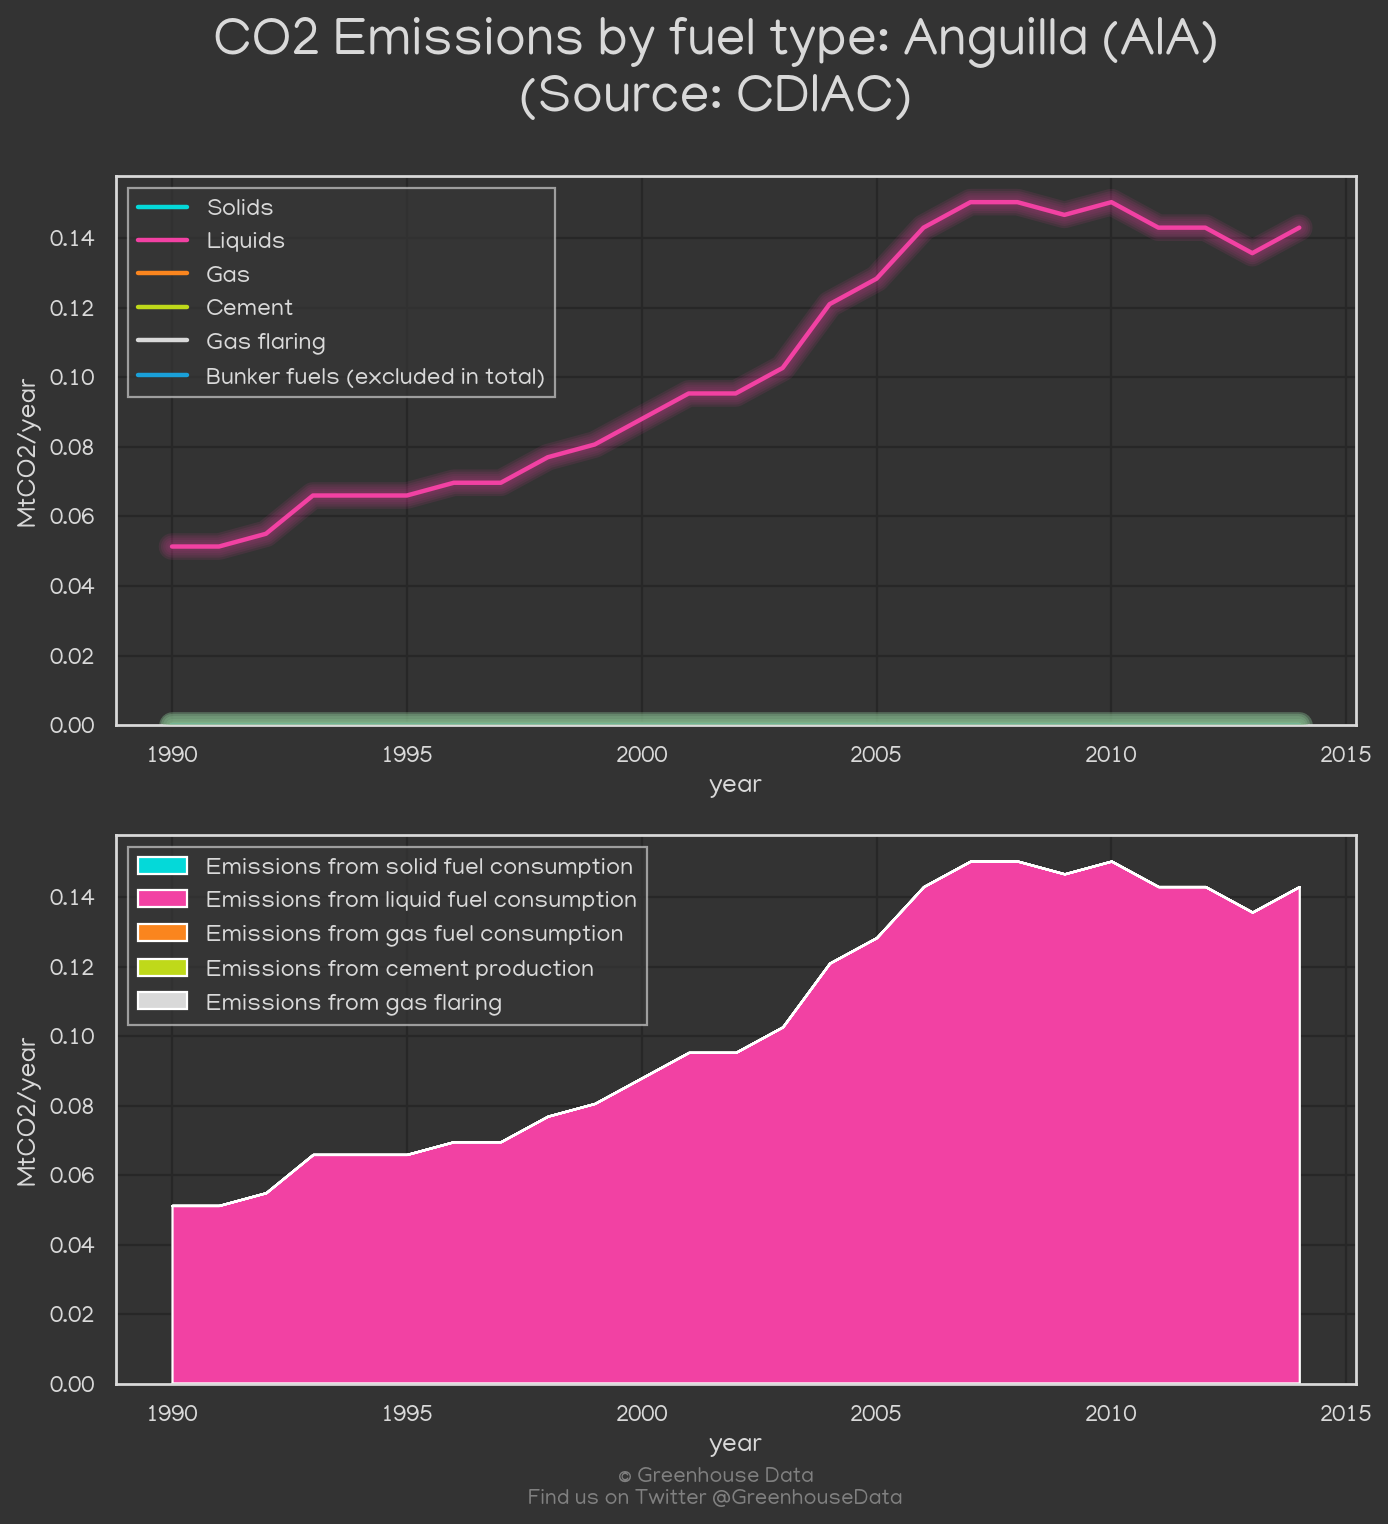 CO2 Emissions by fuel type: Anguilla (AIA)
(Source: CDIAC)
Solids
Liquids
Gas
Cement
Gas flaring
Bunker fuels (excluded in total)
MtCO2/year
0.14
0.12
0.10
0.08
0.06
0.04
0.02
0.00
1990 1995 2000 2005 2010 2015
year
Emissions from solid fuel consumption
Emissions from liquid fuel consumption
Emissions from gas fuel consumption
Emissions from cement production
Emissions from gas flaring
MtCO2/year
0.14
0.12
0.10
0.08
0.06
0.04
0.02
0.00
1990 1995 2000 2005 2010 2015
year
© Greenhouse Data
Find us on Twitter @GreenhouseData